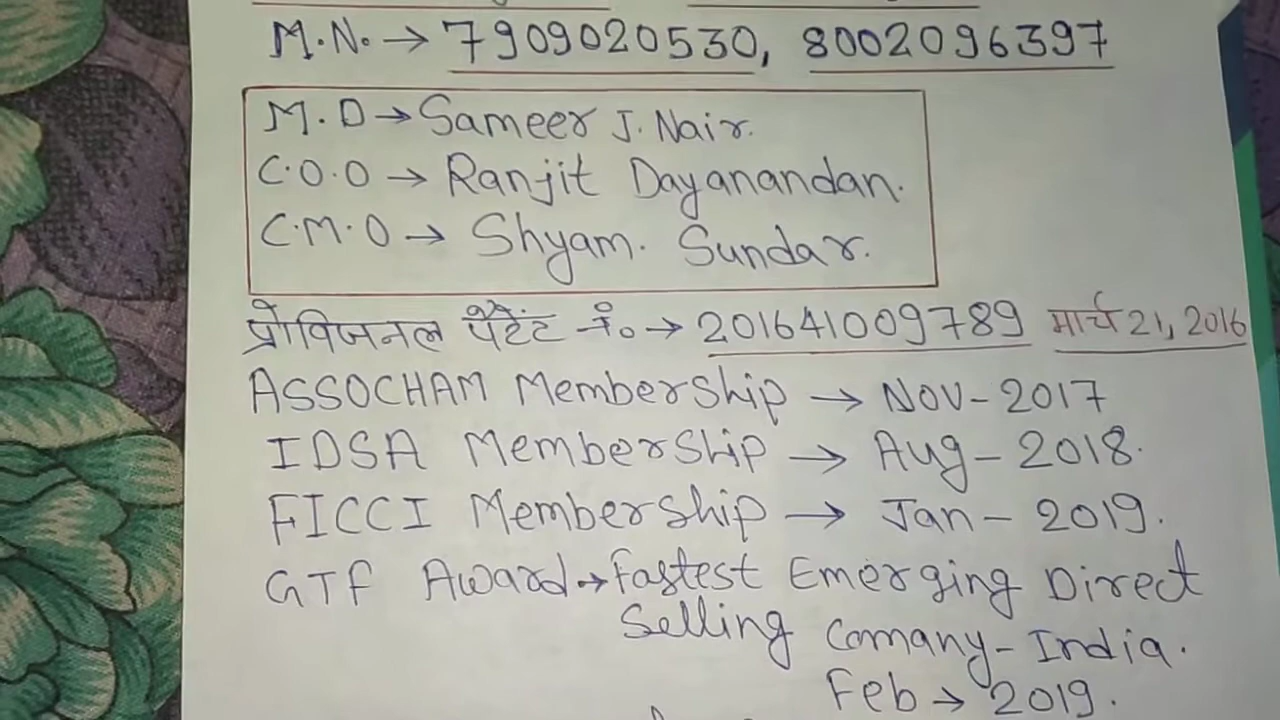 M.N. → 7909020530, 8002096397
M.D → Sameer J. Nair.
C.O.O → Ranjit Dayanandan.
C.M.O → Shyam. Sundar.
प्रोविजनल पेटेंट नं० → 201641009789 मार्च 21, 2016
ASSOCHAM Membership → Nov-2017
IDSA Membership → Aug-2018.
FICCI Membership → Jan-2019.
GTF Award → Fastest Emerging Direct
Selling Comany-India.
Feb → 2019.